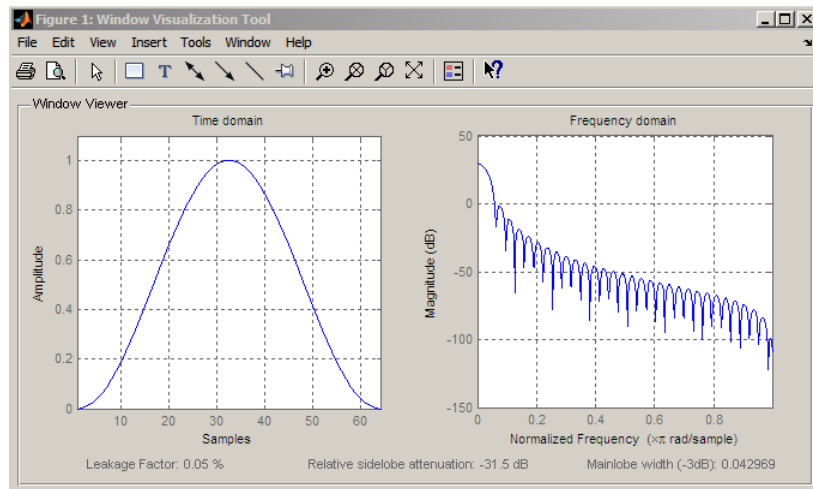 Figure 1: Window Visualization Tool
File Edit View Insert Tools Window Help
T
Window Viewer
Time domain
1
0.8
0.6
0.4
0.2
0
10 20 30 40 50 60
Amplitude
Samples
Frequency domain
50
0
-50
-100
-150
0 0.2 0.4 0.6 0.8
Magnitude (dB)
Normalized Frequency (×π rad/sample)
Leakage Factor: 0.05 % Relative sidelobe attenuation: -31.5 dB Mainlobe width (-3dB): 0.042969